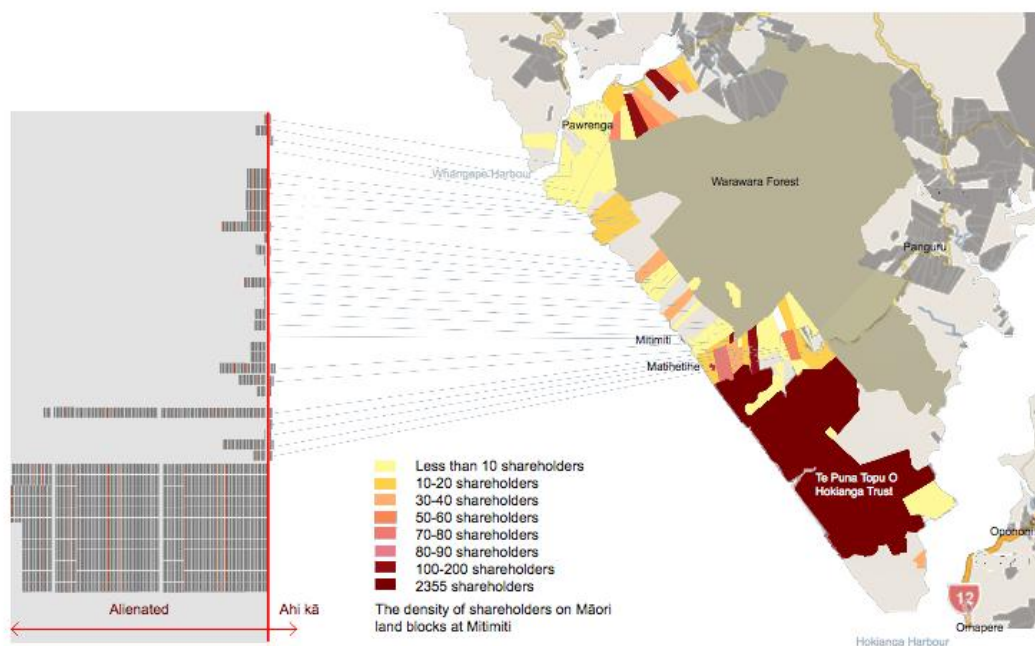 Pawrenga
Whangape Harbour
Warawara Forest
Panguru
Mitimiti
Matihetihe
Te Puna Topu O
Hokianga Trust
Opononi
12
Omapere
Hokianga Harbour
Less than 10 shareholders
10-20 shareholders
30-40 shareholders
50-60 shareholders
70-80 shareholders
80-90 shareholders
100-200 shareholders
2355 shareholders
The density of shareholders on Māori
land blocks at Mitimiti
Alienated
Ahi kā